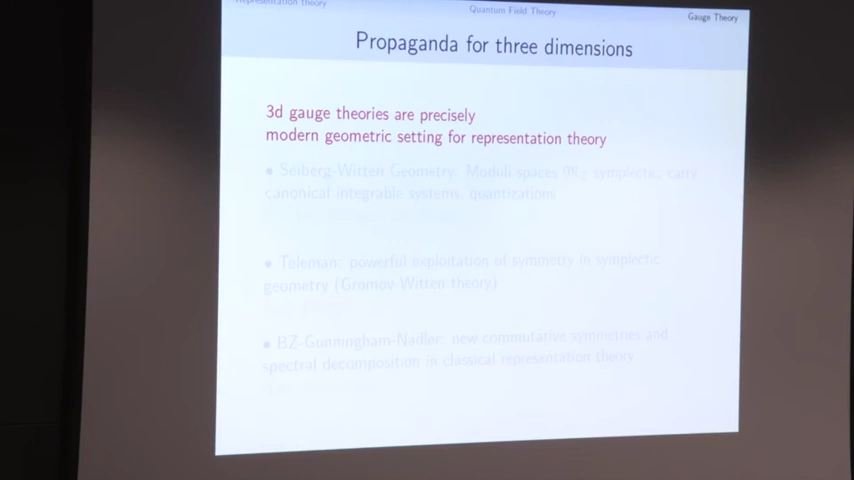 Representation theory
Quantum Field Theory
Gauge Theory
Propaganda for three dimensions
3d gauge theories are precisely
modern geometric setting for representation theory
• Seiberg-Witten Geometry: Moduli spaces symplectic, carry
canonical integrable systems, quantizations
• Teleman: powerful exploitation of symmetry in symplectic
geometry (Gromov-Witten theory)
• BZ-Gunningham-Nadler: new commutative symmetries and
spectral decomposition in classical representation theory